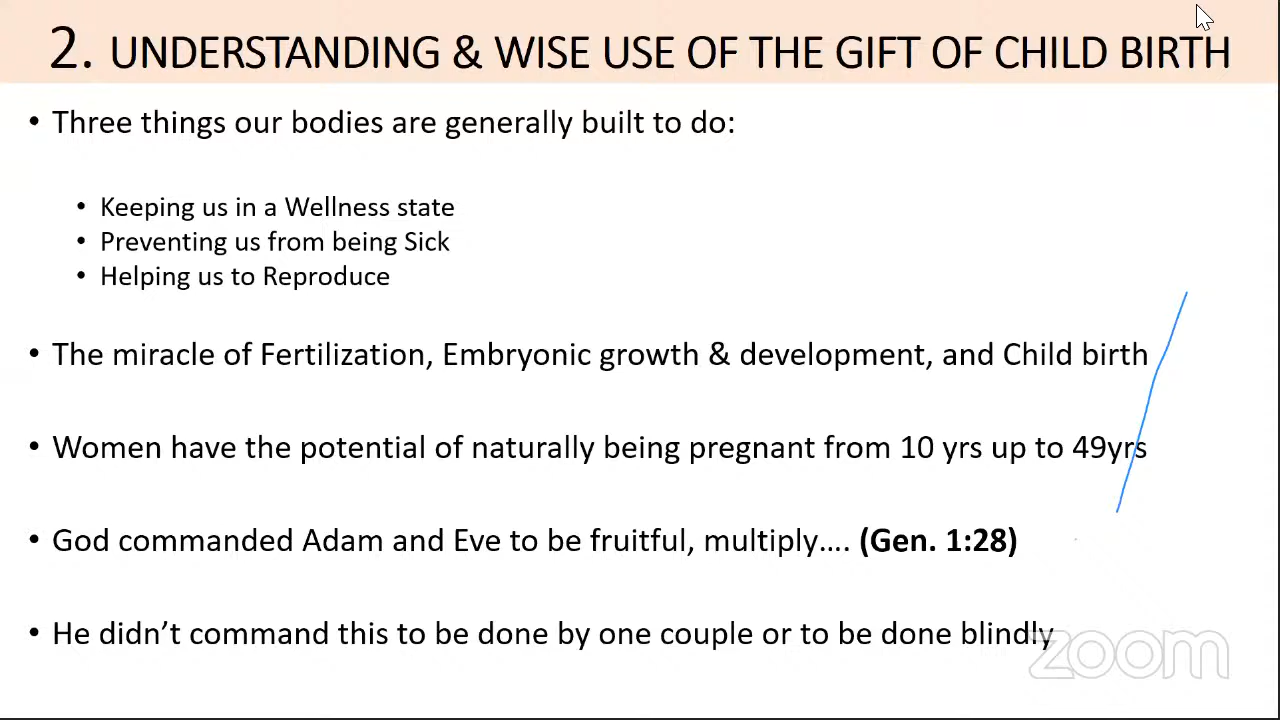 2. UNDERSTANDING & WISE USE OF THE GIFT OF CHILD BIRTH
• Three things our bodies are generally built to do:
• Keeping us in a Wellness state
• Preventing us from being Sick
• Helping us to Reproduce
• The miracle of Fertilization, Embryonic growth & development, and Child birth
• Women have the potential of naturally being pregnant from 10 yrs up to 49yrs
• God commanded Adam and Eve to be fruitful, multiply…. (Gen. 1:28)
• He didn’t command this to be done by one couple or to be done blindly
zoom